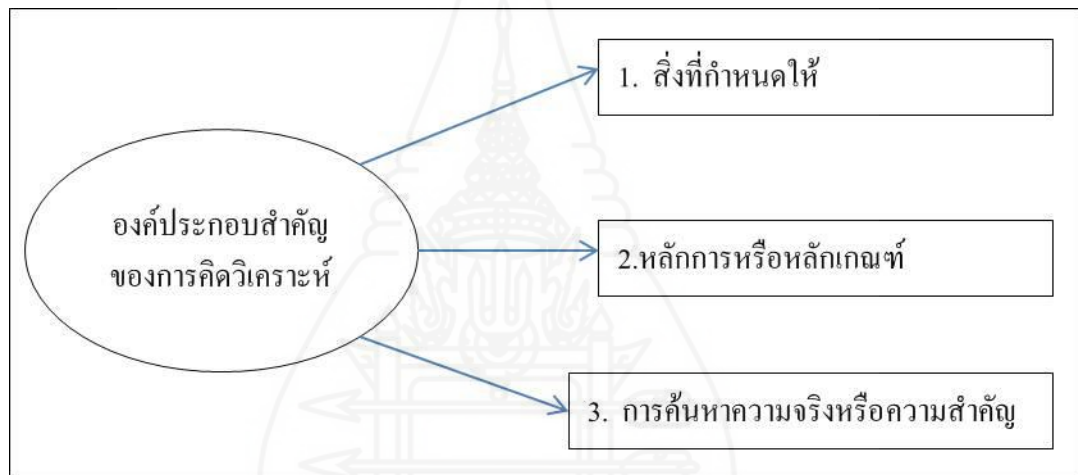 องค์ประกอบสำคัญ
ของการคิดวิเคราะห์
1. สิ่งที่กำหนดให้
2.หลักการหรือหลักเกณฑ์
3. การค้นหาความจริงหรือความสำคัญ